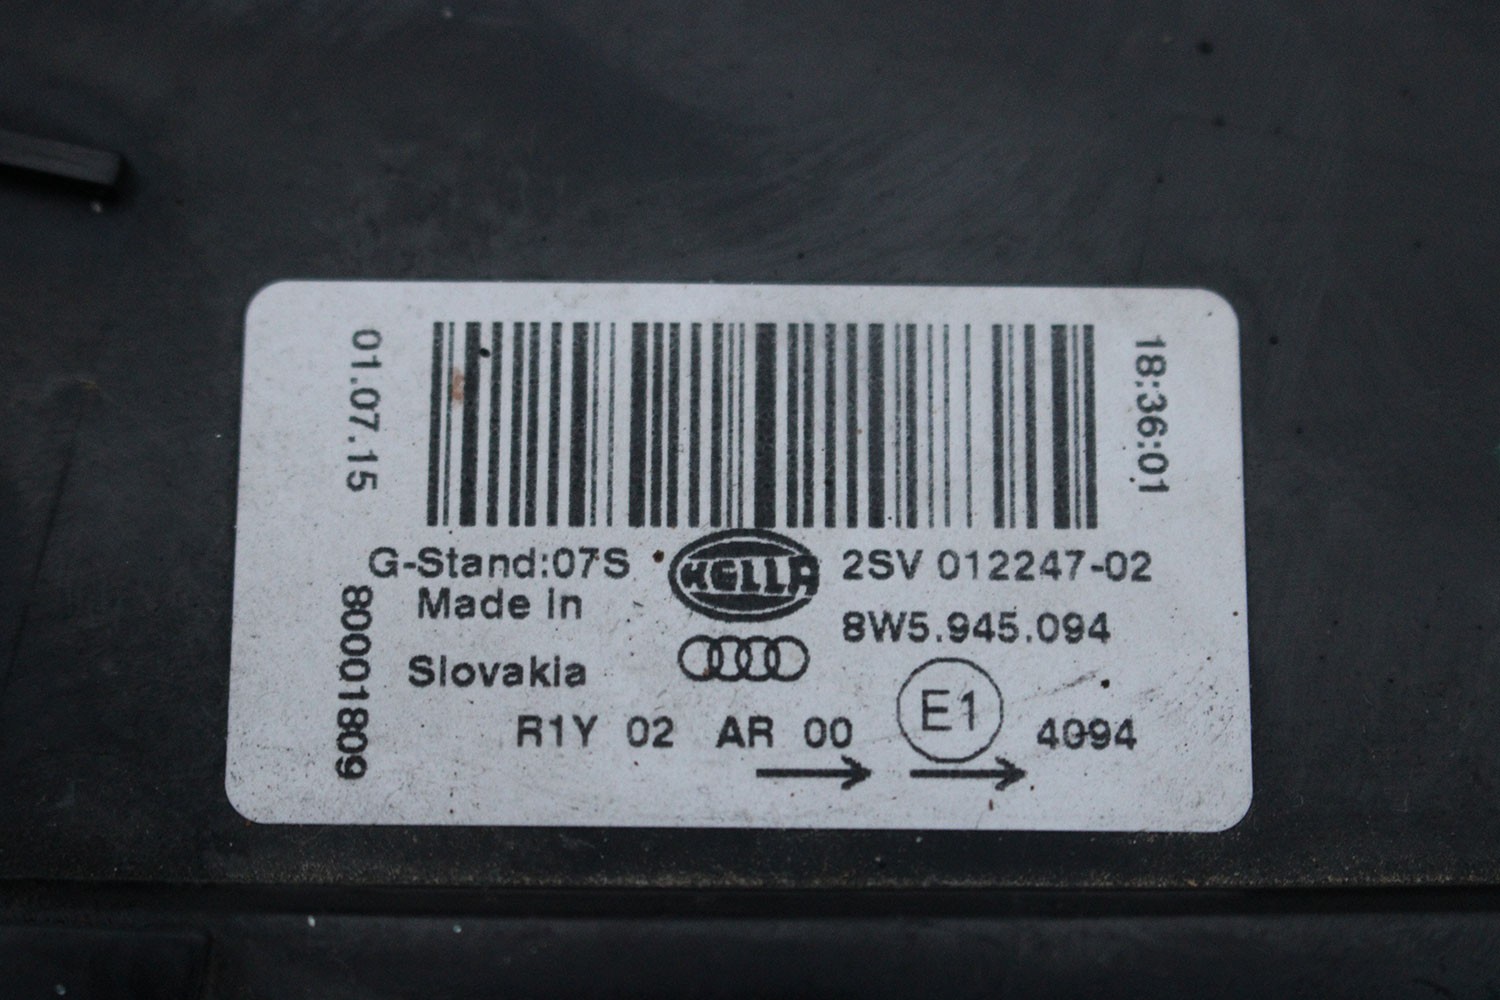 01.07.15
18:36:01
G-Stand:07S
HELLA
2SV 012247-02
Made in
8W5.945.094
Slovakia
80001809
R1Y 02 AR 00
E1
4094